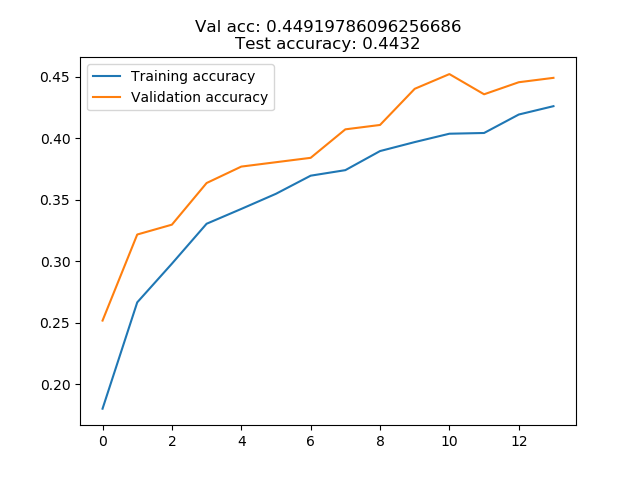 Val acc: 0.44919786096256686
Test accuracy: 0.4432
Training accuracy
Validation accuracy
0.45
0.40
0.35
0.30
0.25
0.20
0 2 4 6 8 10 12